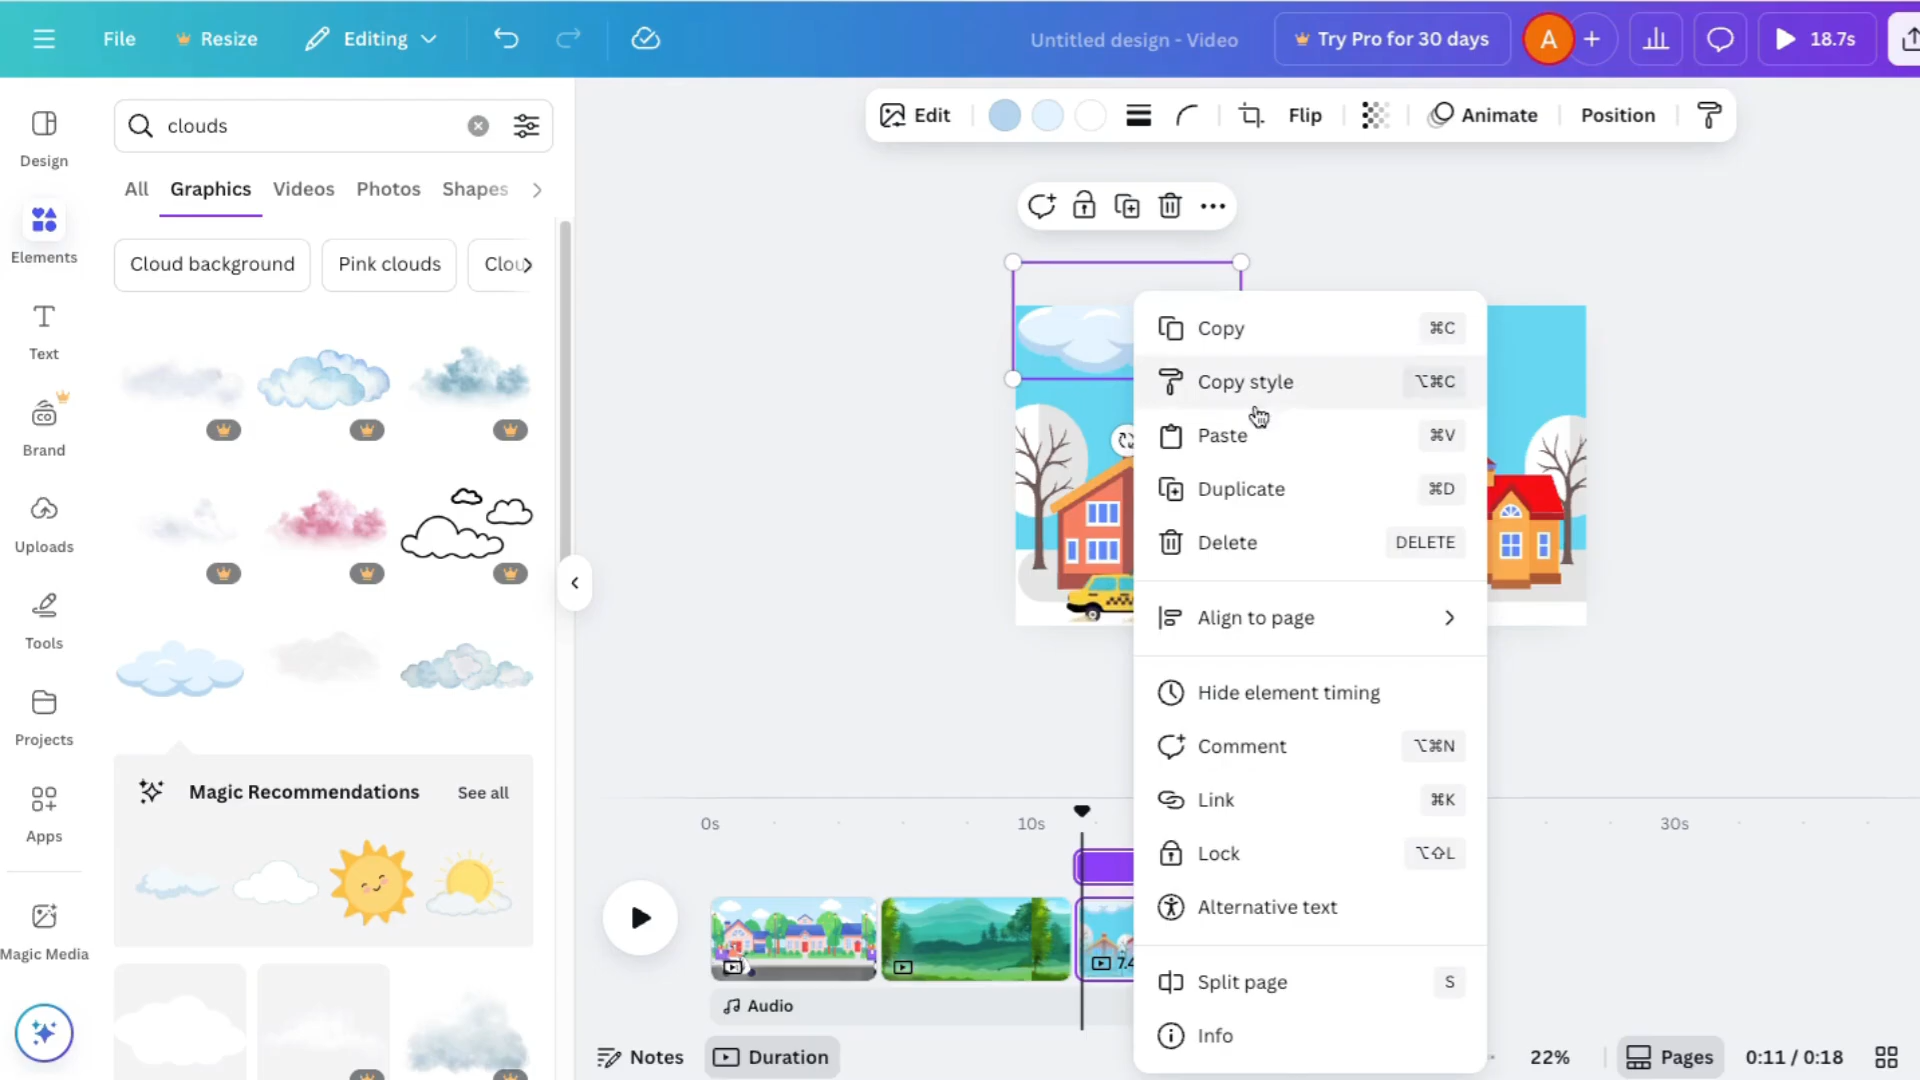 File
Resize
Editing
Untitled design - Video
Try Pro for 30 days
A
18.7s
Design
Elements
Text
Brand
Uploads
Tools
Projects
Apps
Magic Media
clouds
All
Graphics
Videos
Photos
Shapes
Cloud background
Pink clouds
Clou
Magic Recommendations
See all
Edit
Flip
Animate
Position
Copy ⌘C
Copy style ⌥⌘C
Paste ⌘V
Duplicate ⌘D
Delete DELETE
Align to page
Hide element timing
Comment ⌥⌘N
Link ⌘K
Lock ⌥⇧L
Alternative text
Split page S
Info
0s
10s
30s
7.4
Audio
Notes
Duration
22%
Pages
0:11 / 0:18